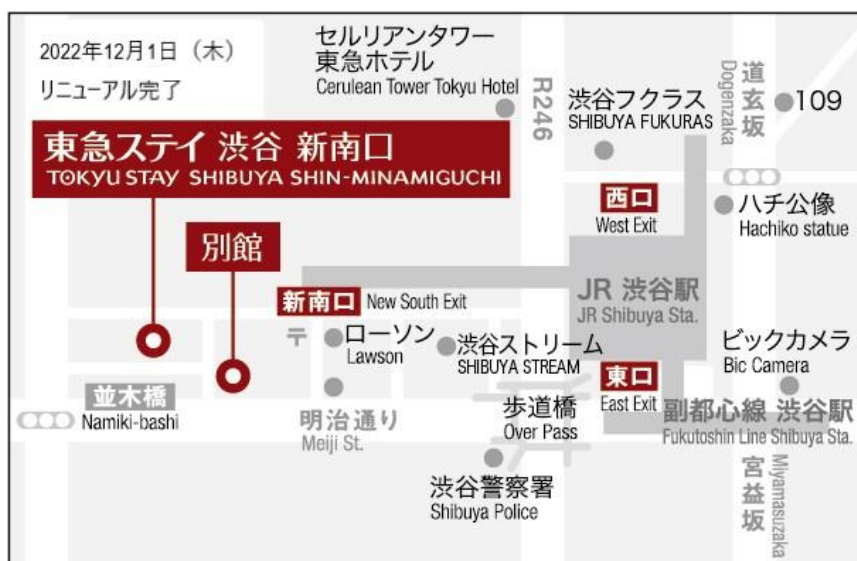 2022年12月1日（木）
リニューアル完了
セルリアンタワー
東急ホテル
Cerulean Tower Tokyu Hotel
R246
渋谷フクラス
SHIBUYA FUKURAS
道玄坂
Dogenzaka
109
東急ステイ 渋谷 新南口
TOKYU STAY SHIBUYA SHIN-MINAMIGUCHI
西口
West Exit
ハチ公像
Hachiko statue
別館
新南口 New South Exit
JR 渋谷駅
JR Shibuya Sta.
〒
ローソン
Lawson
渋谷ストリーム
SHIBUYA STREAM
ビックカメラ
Bic Camera
東口
East Exit
並木橋
Namiki-bashi
明治通り
Meiji St.
歩道橋
Over Pass
副都心線 渋谷駅
Fukutoshin Line Shibuya Sta.
渋谷警察署
Shibuya Police
宮益坂
Miyamasuzaka